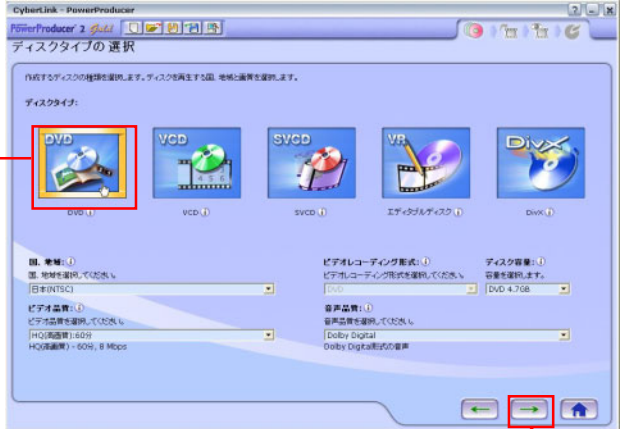 CyberLink - PowerProducer
PowerProducer 2 Gold
ディスクタイプの選択
作成するディスクの種類を選択します。ディスクを再生する国、地域と画質を選択します。
ディスクタイプ:
DVD VCD SVCD VR DivX
DVD VCD SVCD エディタブルディスク DivX
国、地域: ビデオレコーディング形式: ディスク容量:
国、地域を選択してください。 ビデオレコーディング形式を選択してください。 容量を選択します。
日本(NTSC) DVD DVD 4.7GB
ビデオ品質: 音声品質:
ビデオ品質を選択してください。 音声品質を選択してください。
HQ(高画質):60分 Dolby Digital
HQ(高画質) - 60分, 8 Mbps Dolby Digital形式の音声